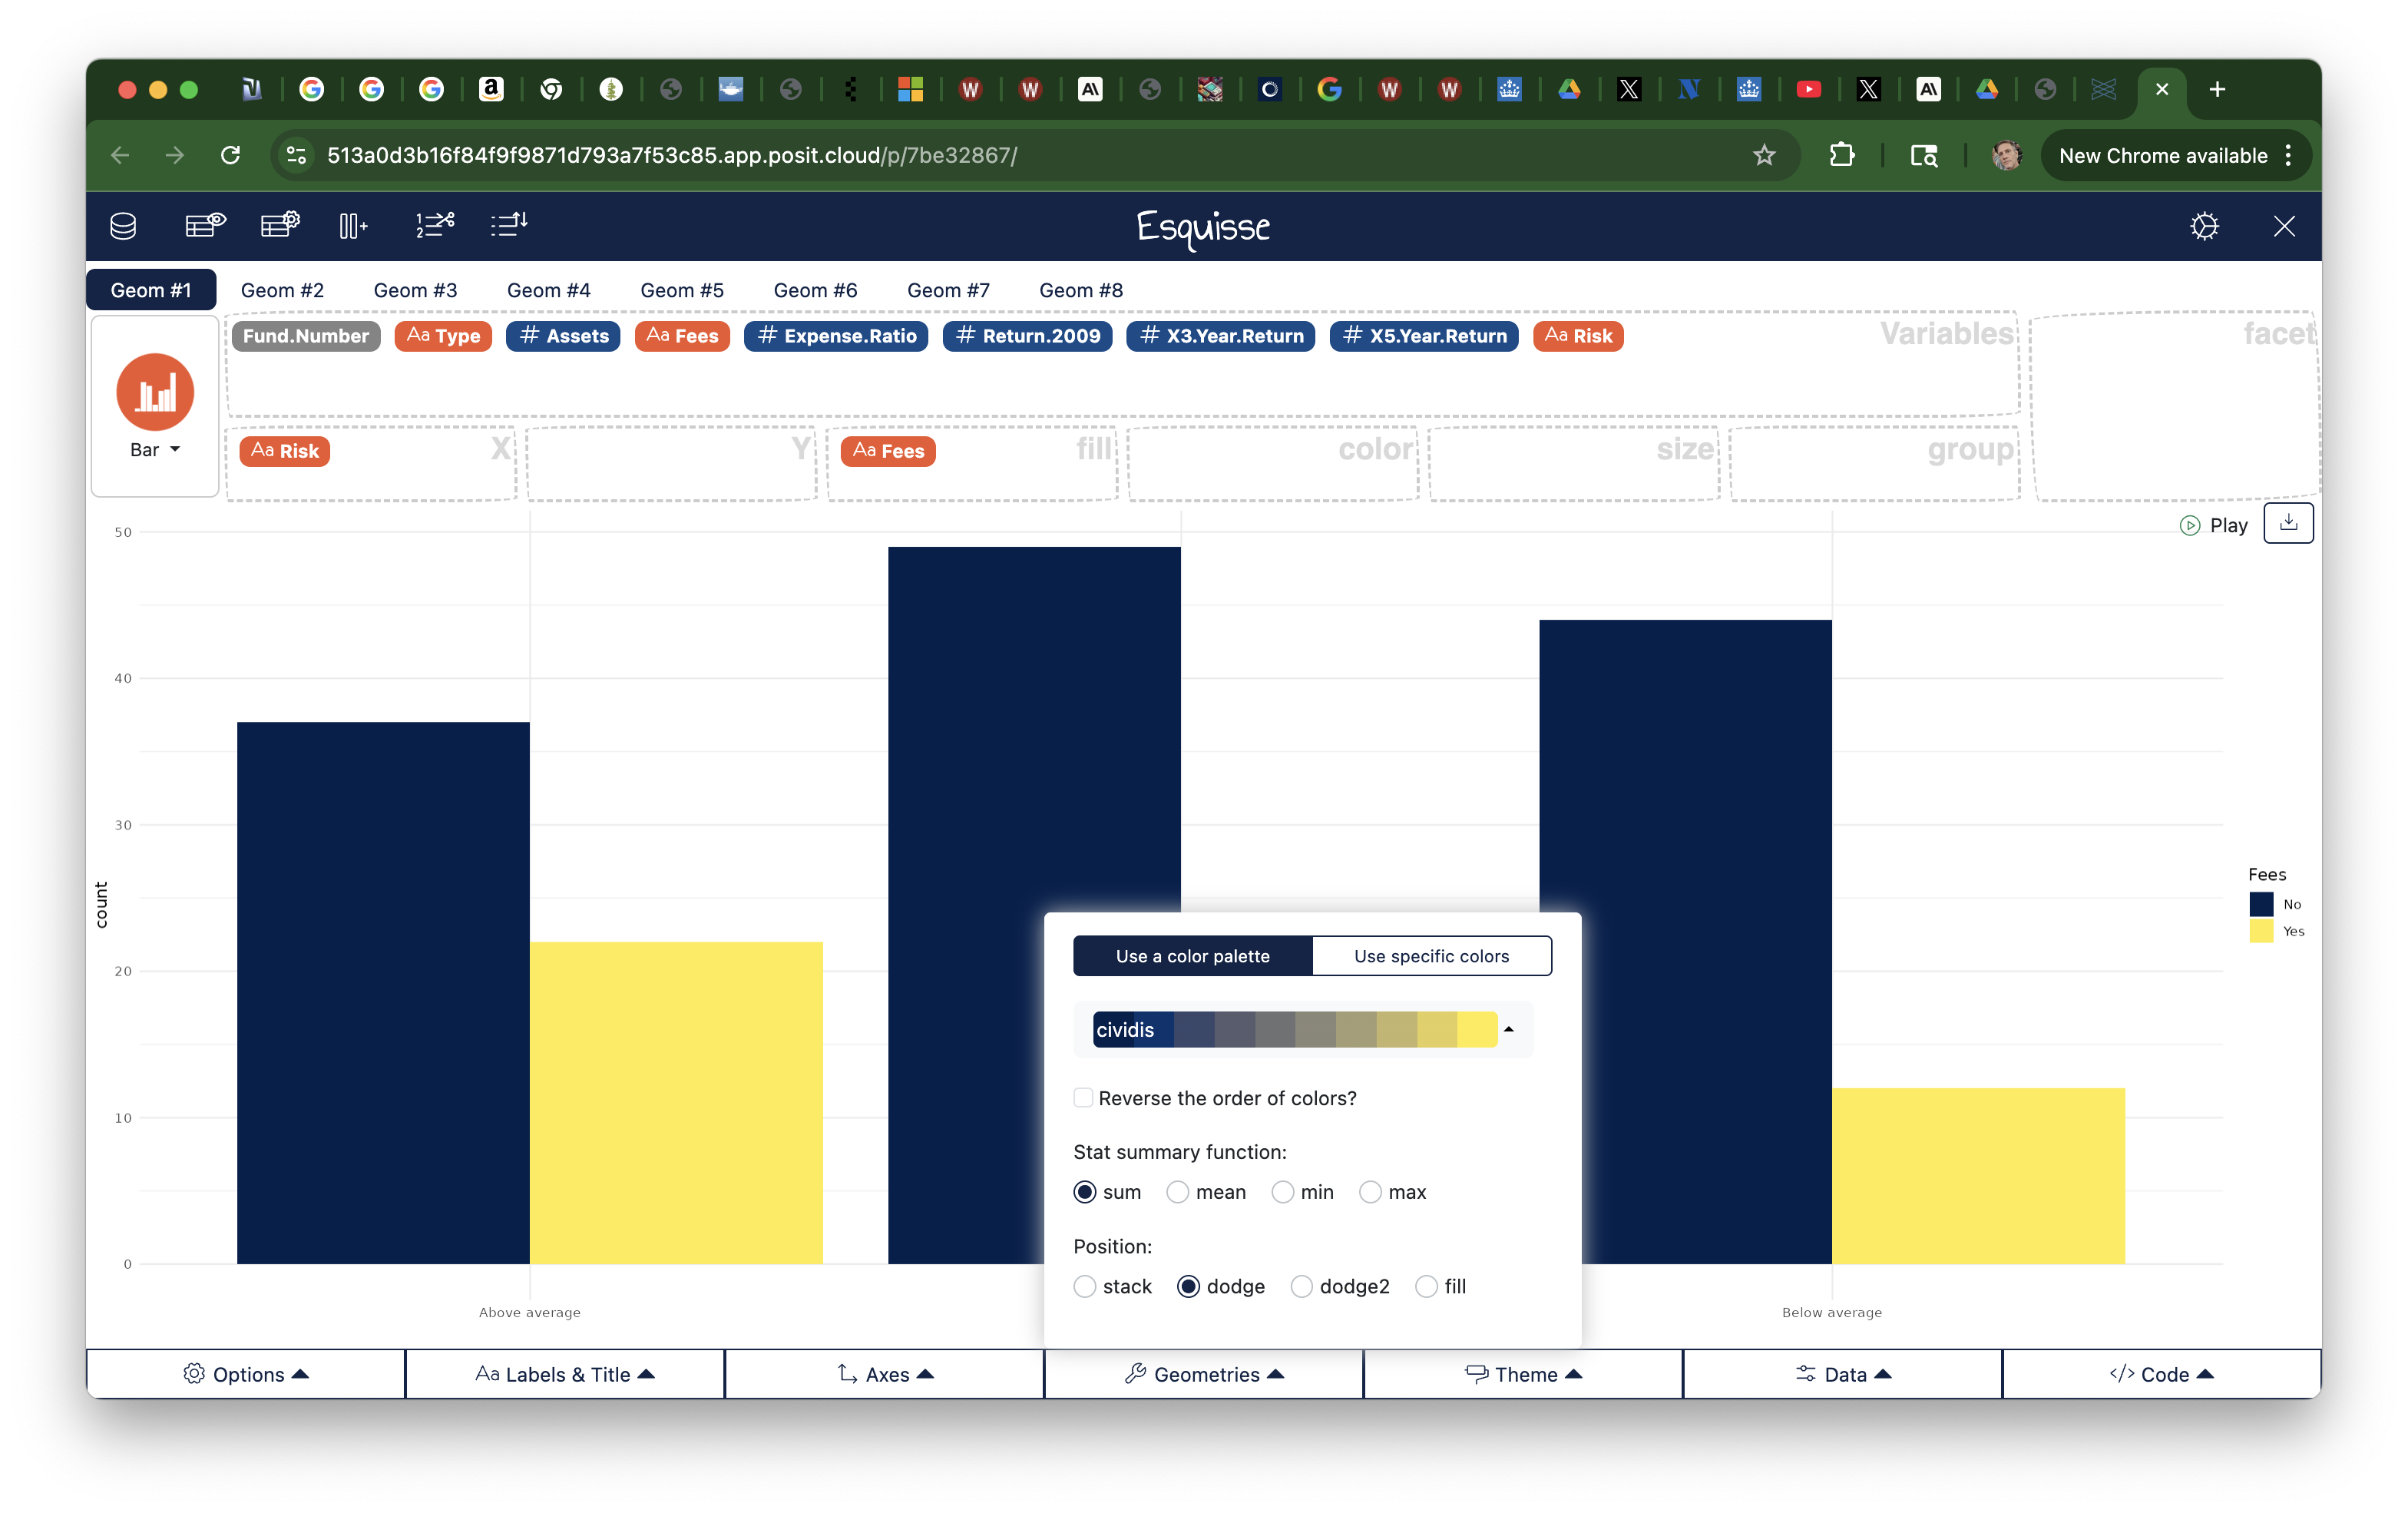 513a0d3b16f84f9f9871d793a7f53c85.app.posit.cloud/p/7be32867/
New Chrome available
Esquisse
Geom #1 Geom #2 Geom #3 Geom #4 Geom #5 Geom #6 Geom #7 Geom #8
Fund.Number Aa Type # Assets Aa Fees # Expense.Ratio # Return.2009 # X3.Year.Return # X5.Year.Return Aa Risk Variables facet
Bar
Aa Risk X Y Aa Fees fill color size group
Play
50
40
30
20
10
0
count
Above average
Below average
Fees
No
Yes
Use a color palette Use specific colors
cividis
Reverse the order of colors?
Stat summary function:
sum mean min max
Position:
stack dodge dodge2 fill
Options Aa Labels & Title Axes Geometries Theme Data </> Code